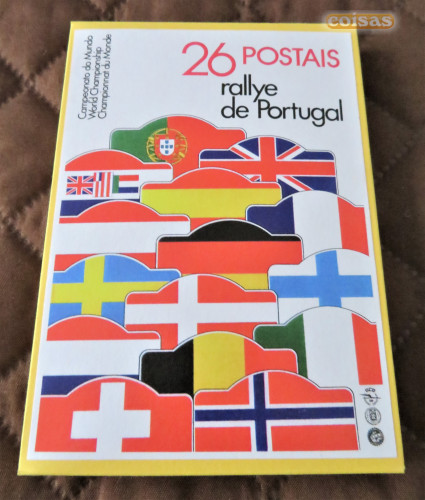 coisas
26 POSTAIS
rallye
de Portugal
Campeonato do Mundo
World Championship
Championnat du Monde